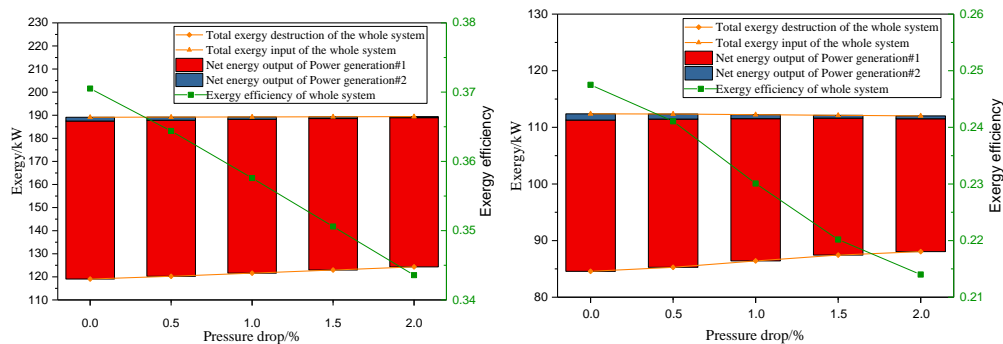 230
220
210
200
190
180
170
160
150
140
130
120
110
Exergy/kW
Total exergy destruction of the whole system
Total exergy input of the whole system
Net energy output of Power generation#1
Net energy output of Power generation#2
Exergy efficiency of whole system
0.38
0.37
0.36
0.35
0.34
Exergy efficiency
0.0 0.5 1.0 1.5 2.0
Pressure drop/%
130
120
110
100
90
80
Exergy/kW
Total exergy destruction of the whole system
Total exergy input of the whole system
Net energy output of Power generation#1
Net energy output of Power generation#2
Exergy efficiency of whole system
0.26
0.25
0.24
0.23
0.22
0.21
Exergy efficiency
0.0 0.5 1.0 1.5 2.0
Pressure drop/%